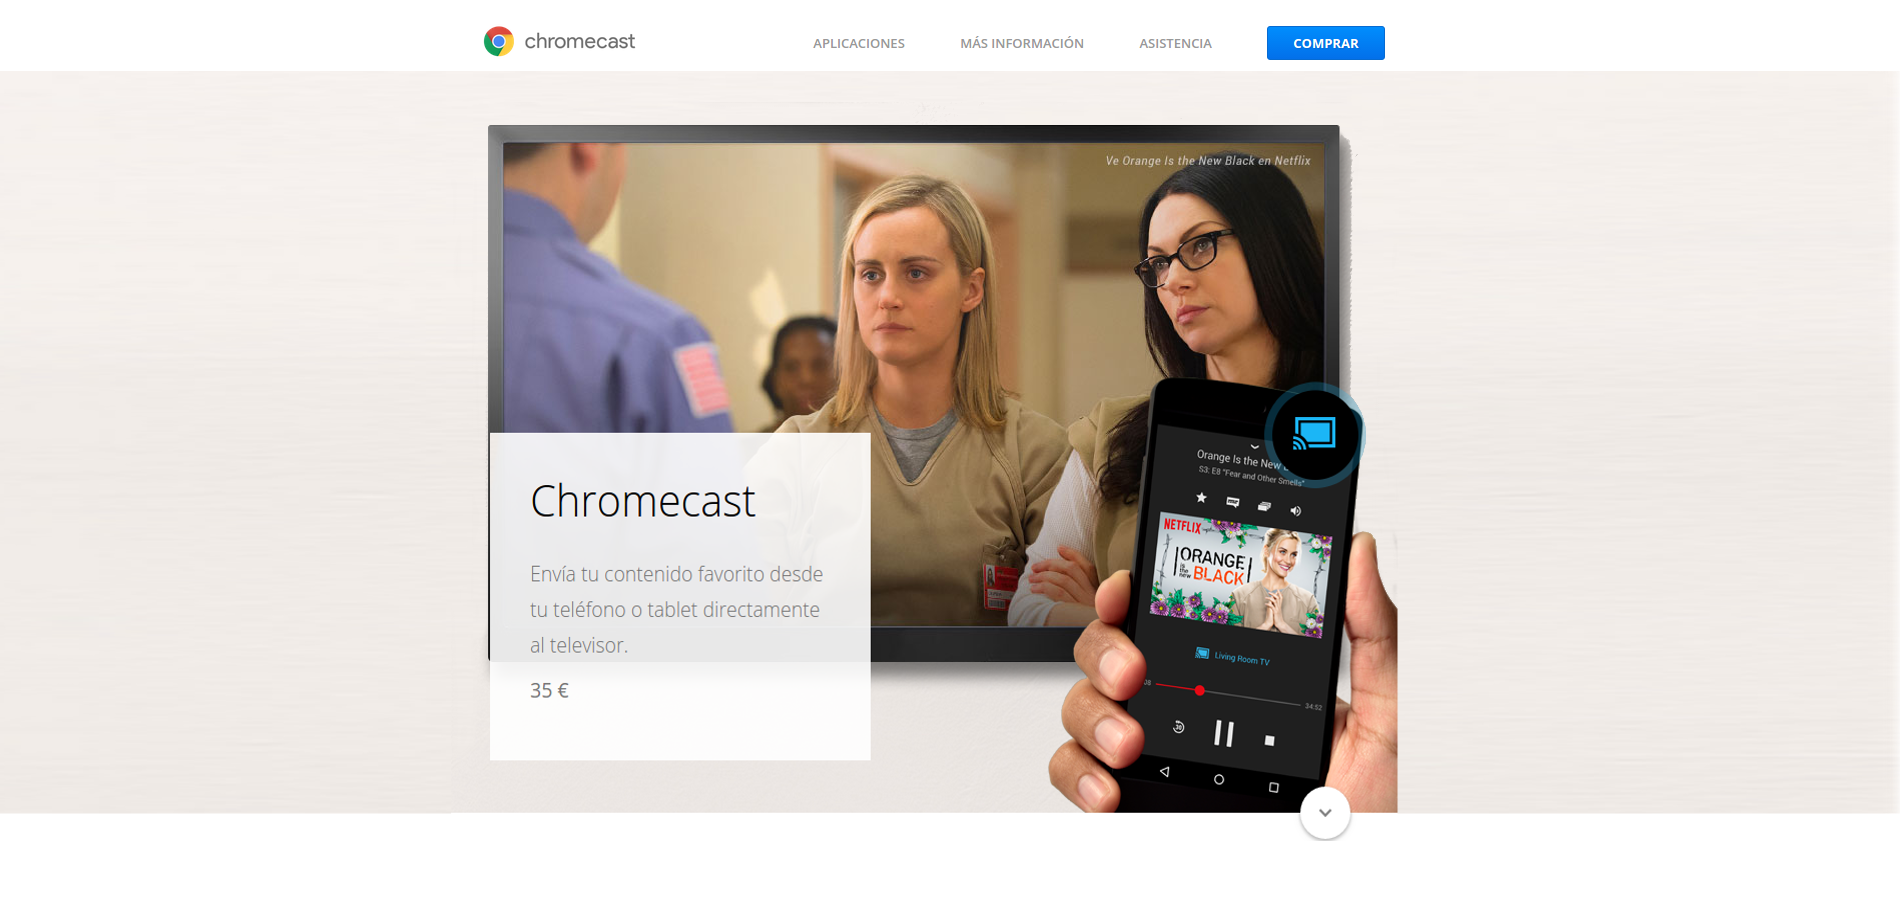 chromecast
APLICACIONES
MÁS INFORMACIÓN
ASISTENCIA
COMPRAR
Ve Orange Is the New Black en Netflix
Chromecast
Envía tu contenido favorito desde
tu teléfono o tablet directamente
al televisor.
35 €
Orange Is the New
S3: E8 "Fear and Other Smells"
NETFLIX
ORANGE
is the new
BLACK
Living Room TV
34:52
30